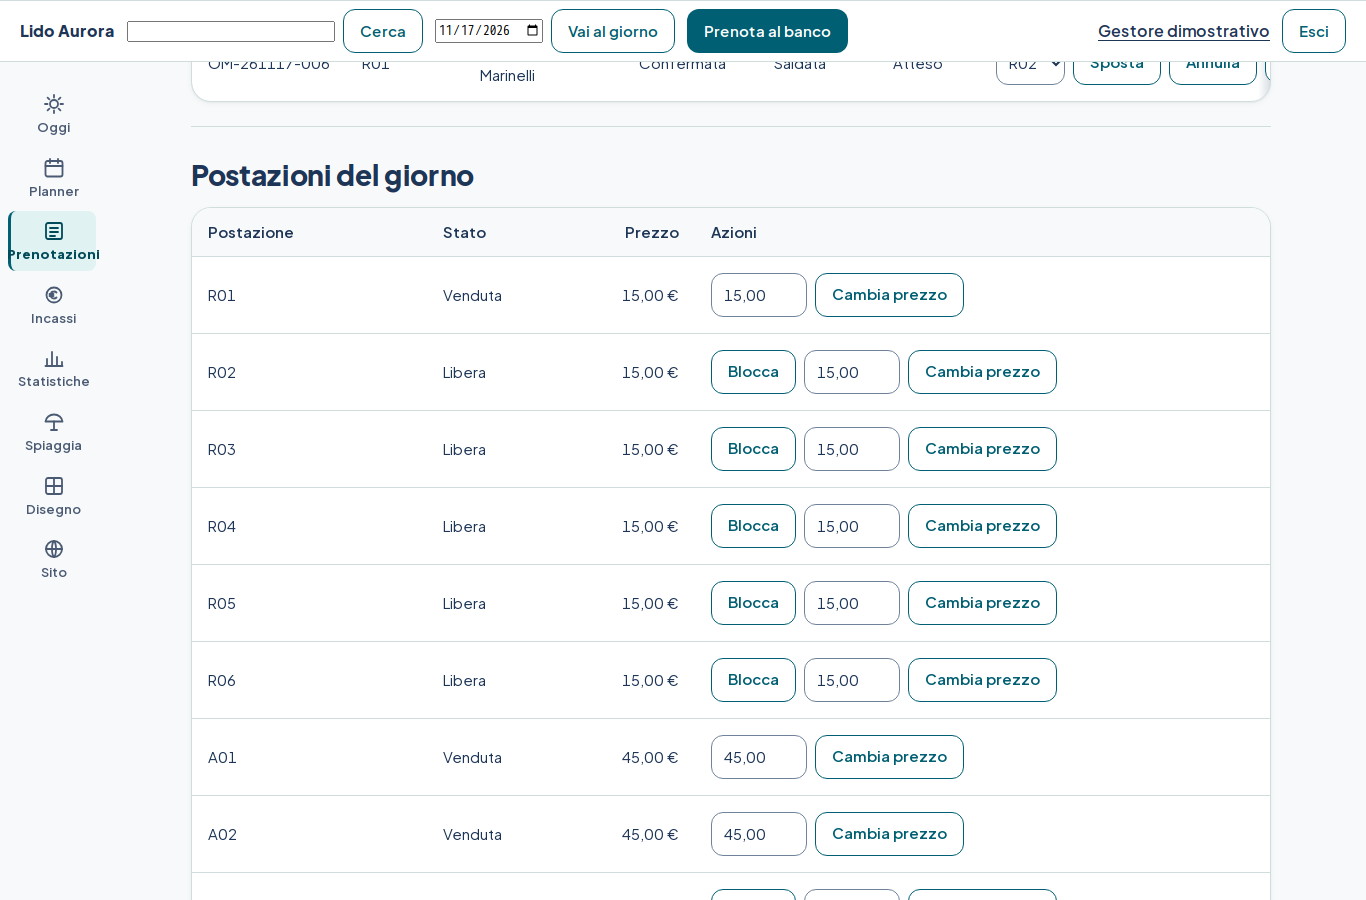 Lido Aurora Cerca 11/17/2026 Vai al giorno Prenota al banco Gestore dimostrativo Esci
OM-261117-006 R01 Marinelli Confermata Saldata Atteso R02 Sposta Annulla
Oggi
Planner
Prenotazioni
Incassi
Statistiche
Spiaggia
Disegno
Sito
Postazioni del giorno
Postazione Stato Prezzo Azioni
R01 Venduta 15,00 € 15,00 Cambia prezzo
R02 Libera 15,00 € Blocca 15,00 Cambia prezzo
R03 Libera 15,00 € Blocca 15,00 Cambia prezzo
R04 Libera 15,00 € Blocca 15,00 Cambia prezzo
R05 Libera 15,00 € Blocca 15,00 Cambia prezzo
R06 Libera 15,00 € Blocca 15,00 Cambia prezzo
A01 Venduta 45,00 € 45,00 Cambia prezzo
A02 Venduta 45,00 € 45,00 Cambia prezzo